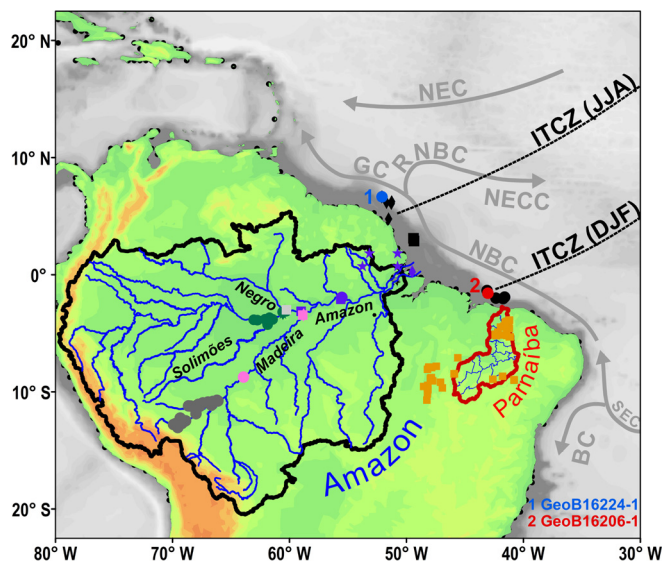 20° N
10° N
0°
10° S
20° S
80° W
70° W
60° W
50° W
40° W
30° W
NEC
ITCZ (JJA)
GC
R
NBC
NECC
1
ITCZ (DJF)
NBC
2
Negro
Amazon
Solimões
Madeira
Parnaíba
Amazon
SEC
BC
1 GeoB16224-1
2 GeoB16206-1